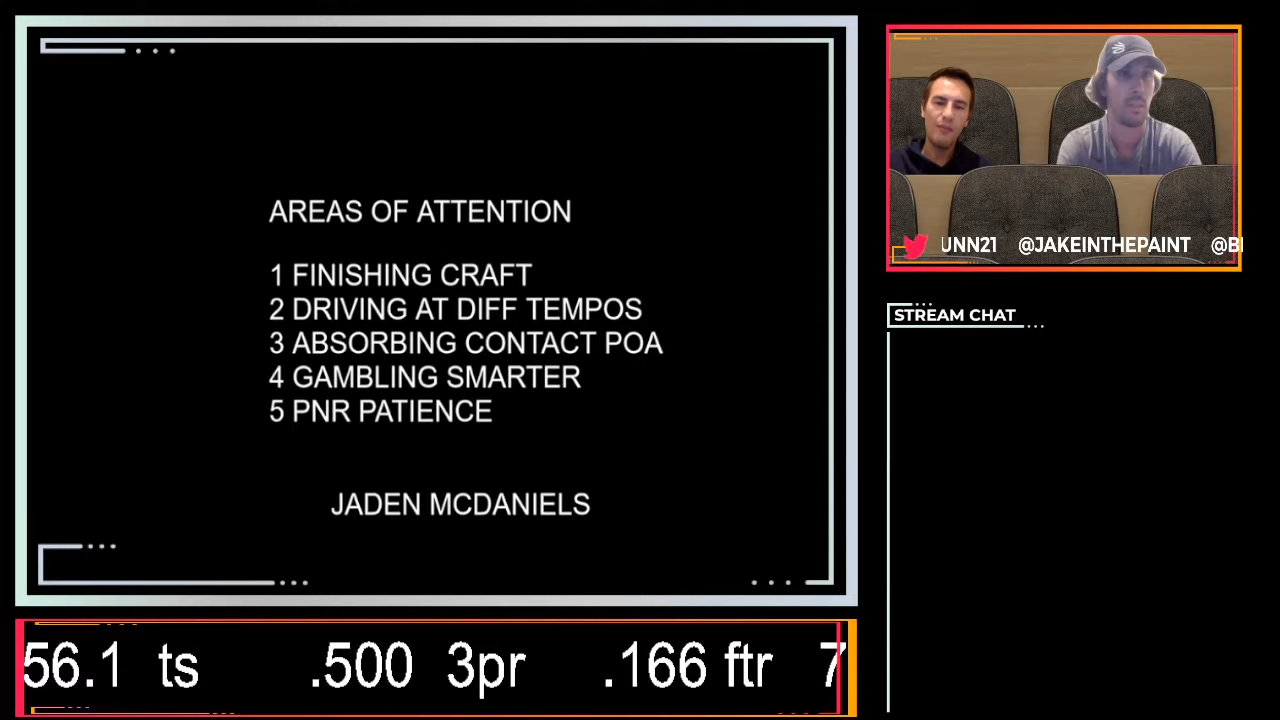 AREAS OF ATTENTION
1 FINISHING CRAFT
2 DRIVING AT DIFF TEMPOS
3 ABSORBING CONTACT POA
4 GAMBLING SMARTER
5 PNR PATIENCE
JADEN MCDANIELS
UNN21 @JAKEINTHEPAINT
STREAM CHAT
56.1 ts .500 3pr .166 ftr 7